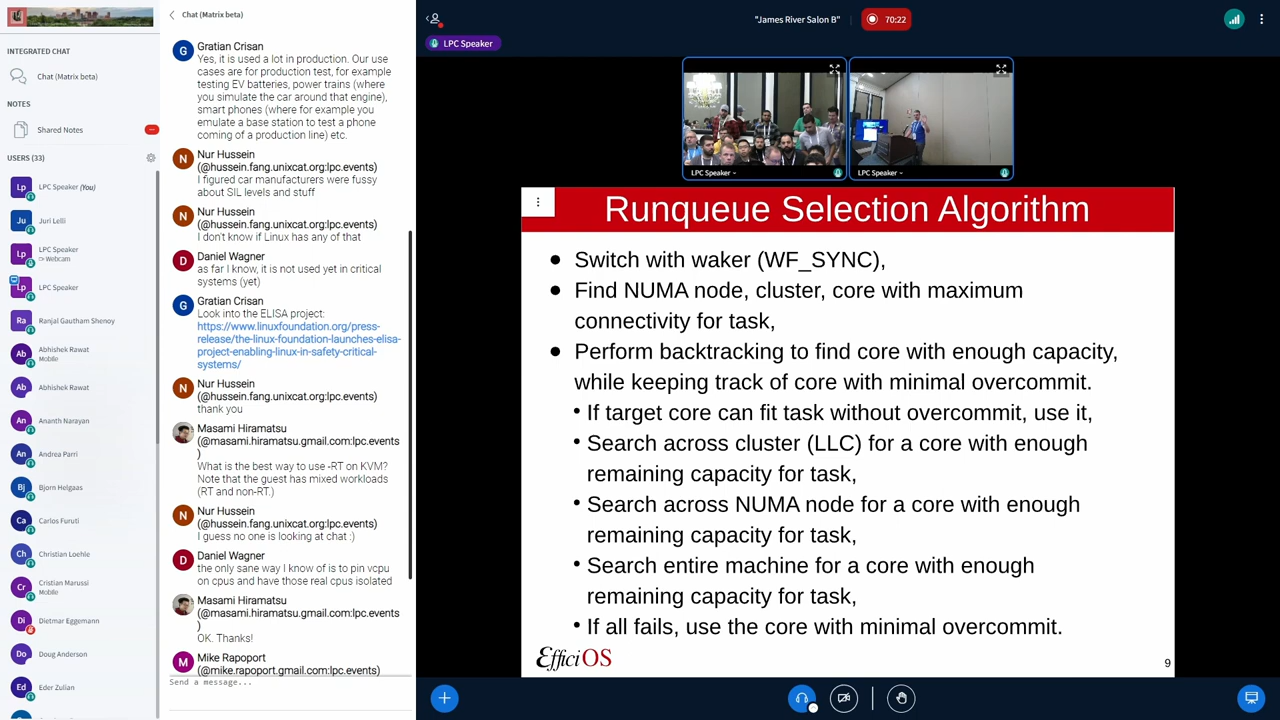 INTEGRATED CHAT
Chat (Matrix beta)
NOTES
Shared Notes
USERS (33)
Lp
LPC Speaker (You)
Ju
Juri Lelli
Lp
LPC Speaker
Webcam
LPC Speaker
Ra
Ranjal Gautham Shenoy
Ab
Abhishek Rawat
Mobile
Ab
Abhishek Rawat
An
Ananth Narayan
An
Andrea Parri
Bj
Bjorn Helgaas
Ca
Carlos Furuti
Ch
Christian Loehle
Cr
Cristian Marussi
Mobile
Di
Dietmar Eggemann
Do
Doug Anderson
Ed
Eder Zulian
Chat (Matrix beta)
G
Gratian Crisan
Yes, it is used a lot in production. Our use
cases are for production test, for example
testing EV batteries, power trains (where
you simulate the car around that engine),
smart phones (where for example you
emulate a base station to test a phone
coming of a production line) etc.
N
Nur Hussein
(@hussein.fang.unixcat.org:lpc.events)
I figured car manufacturers were fussy
about SIL levels and stuff
N
Nur Hussein
(@hussein.fang.unixcat.org:lpc.events)
I don't know if Linux has any of that
D
Daniel Wagner
as far I know, it is not used yet in critical
systems (yet)
G
Gratian Crisan
Look into the ELISA project:
https://www.linuxfoundation.org/press-
release/the-linux-foundation-launches-elisa-
project-enabling-linux-in-safety-critical-
systems/
N
Nur Hussein
(@hussein.fang.unixcat.org:lpc.events)
thank you
Masami Hiramatsu
(@masami.hiramatsu.gmail.com:lpc.events
)
What is the best way to use -RT on KVM?
Note that the guest has mixed workloads
(RT and non-RT.)
N
Nur Hussein
(@hussein.fang.unixcat.org:lpc.events)
I guess no one is looking at chat :)
D
Daniel Wagner
the only sane way I know of is to pin vcpu
on cpus and have those real cpus isolated
Masami Hiramatsu
(@masami.hiramatsu.gmail.com:lpc.events
)
OK. Thanks!
M
Mike Rapoport
(@mike.rapoport.gmail.com:lpc.events)
Send a message...
"James River Salon B"
70:22
LPC Speaker
LPC Speaker
LPC Speaker
Runqueue Selection Algorithm
● Switch with waker (WF_SYNC),
● Find NUMA node, cluster, core with maximum
connectivity for task,
● Perform backtracking to find core with enough capacity,
while keeping track of core with minimal overcommit.
• If target core can fit task without overcommit, use it,
• Search across cluster (LLC) for a core with enough
remaining capacity for task,
• Search across NUMA node for a core with enough
remaining capacity for task,
• Search entire machine for a core with enough
remaining capacity for task,
• If all fails, use the core with minimal overcommit.
EfficiOS
9